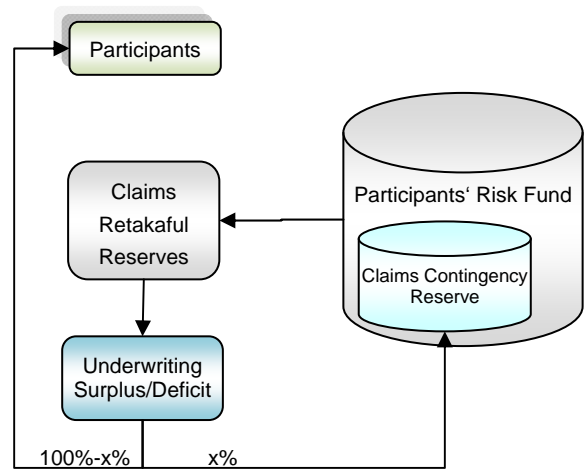 Participants
Claims
Retakaful
Reserves
Participants‘ Risk Fund
Claims Contingency
Reserve
Underwriting
Surplus/Deficit
100%-x%
x%